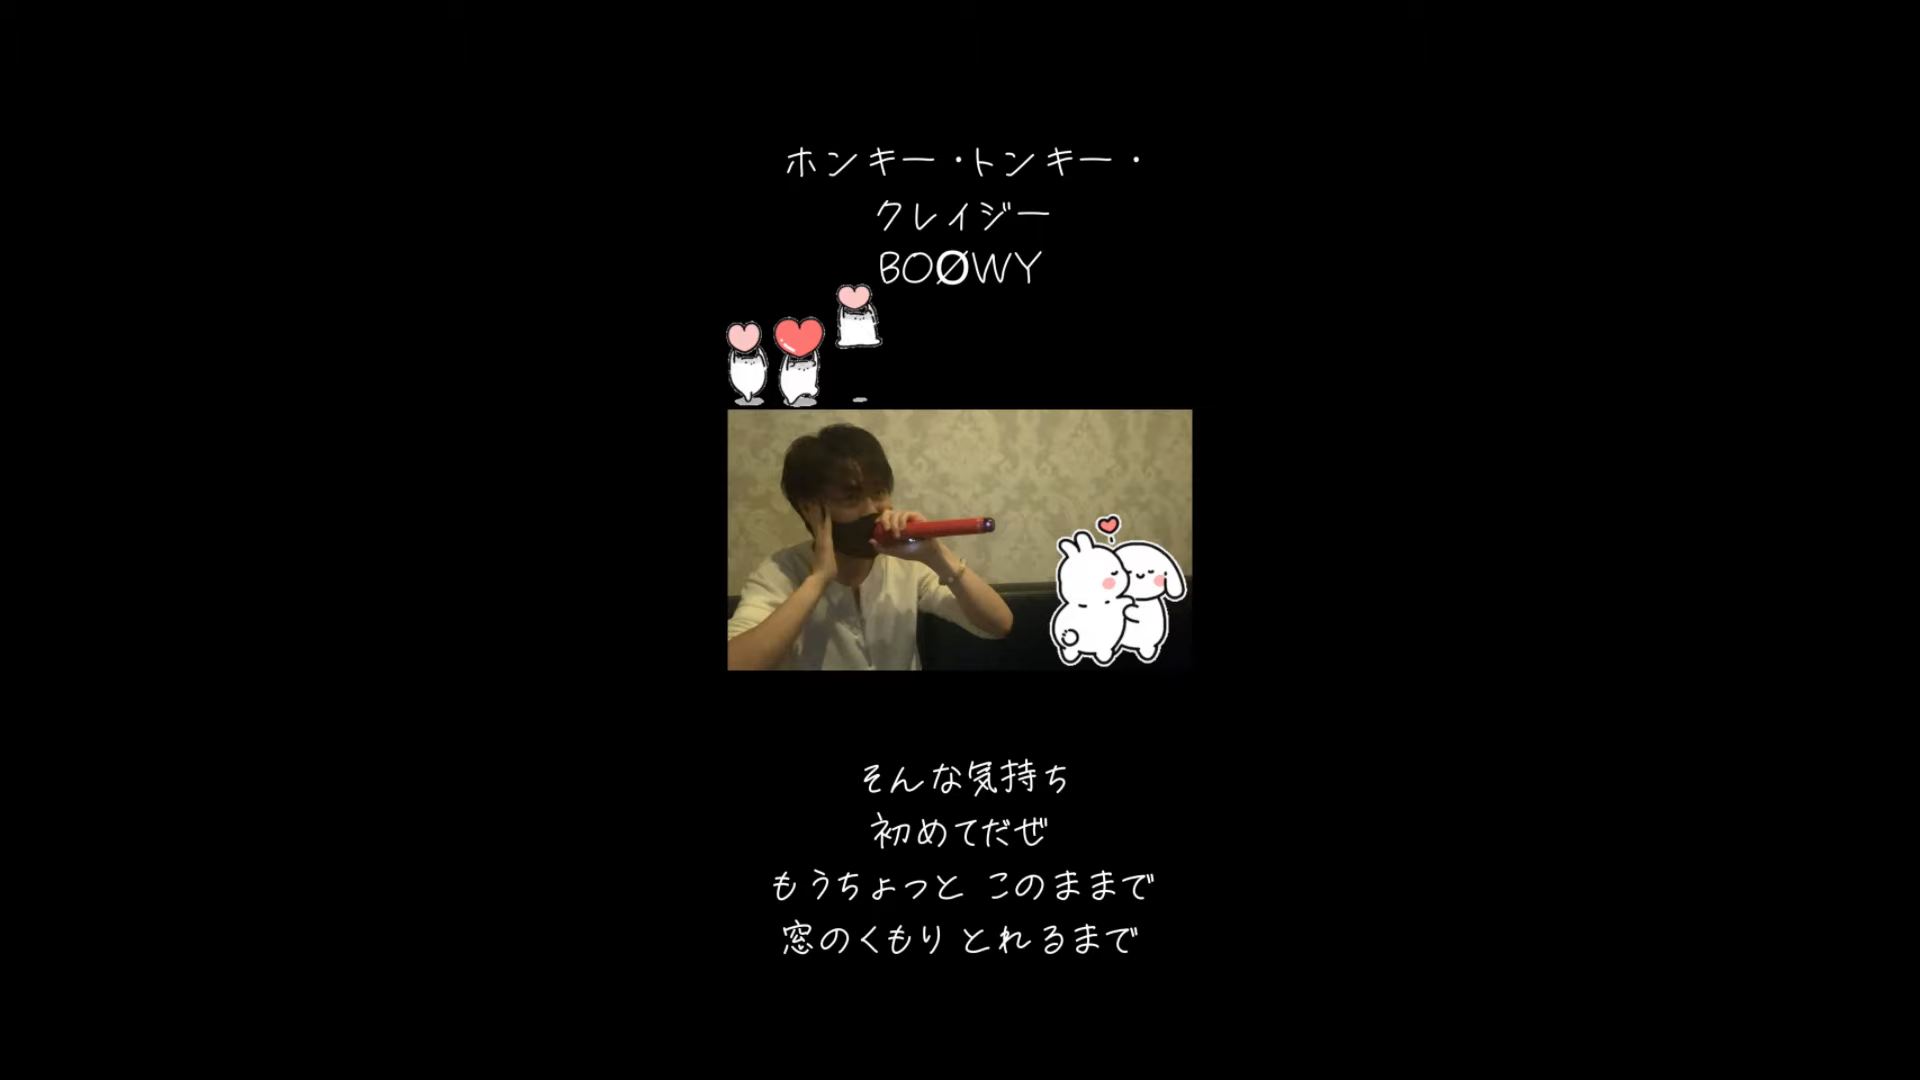 ホンキー・トンキー・
クレイジー
BOØWY
そんな気持ち
初めてだぜ
もうちょっと このままで
窓のくもり とれるまで